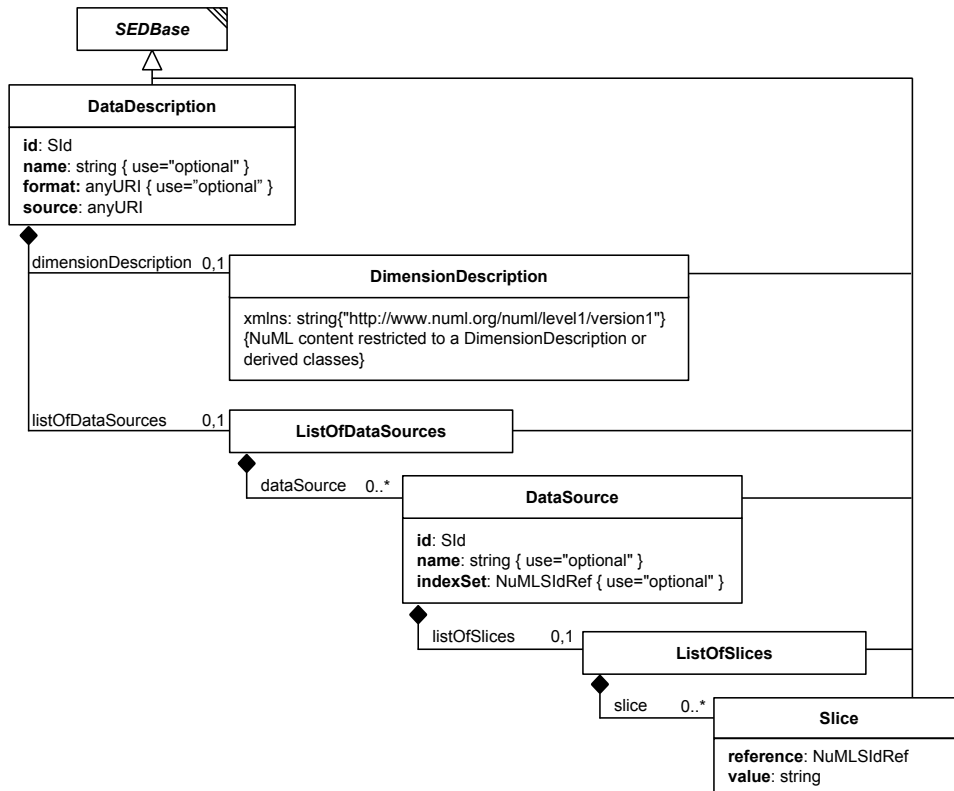 SEDBase
DataDescription
id: SId
name: string { use="optional" }
format: anyURI { use=”optional” }
source: anyURI
dimensionDescription 0,1
DimensionDescription
xmlns: string{"http://www.numl.org/numl/level1/version1"}
{NuML content restricted to a DimensionDescription or
derived classes}
listOfDataSources 0,1
ListOfDataSources
dataSource 0..*
DataSource
id: SId
name: string { use="optional" }
indexSet: NuMLSIdRef { use="optional" }
listOfSlices 0,1
ListOfSlices
slice 0..*
Slice
reference: NuMLSIdRef
value: string